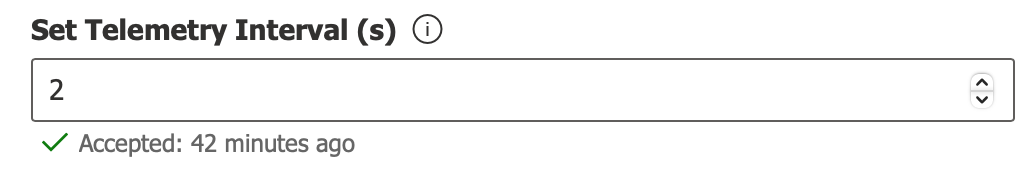 Set Telemetry Interval (s)
2
Accepted: 42 minutes ago